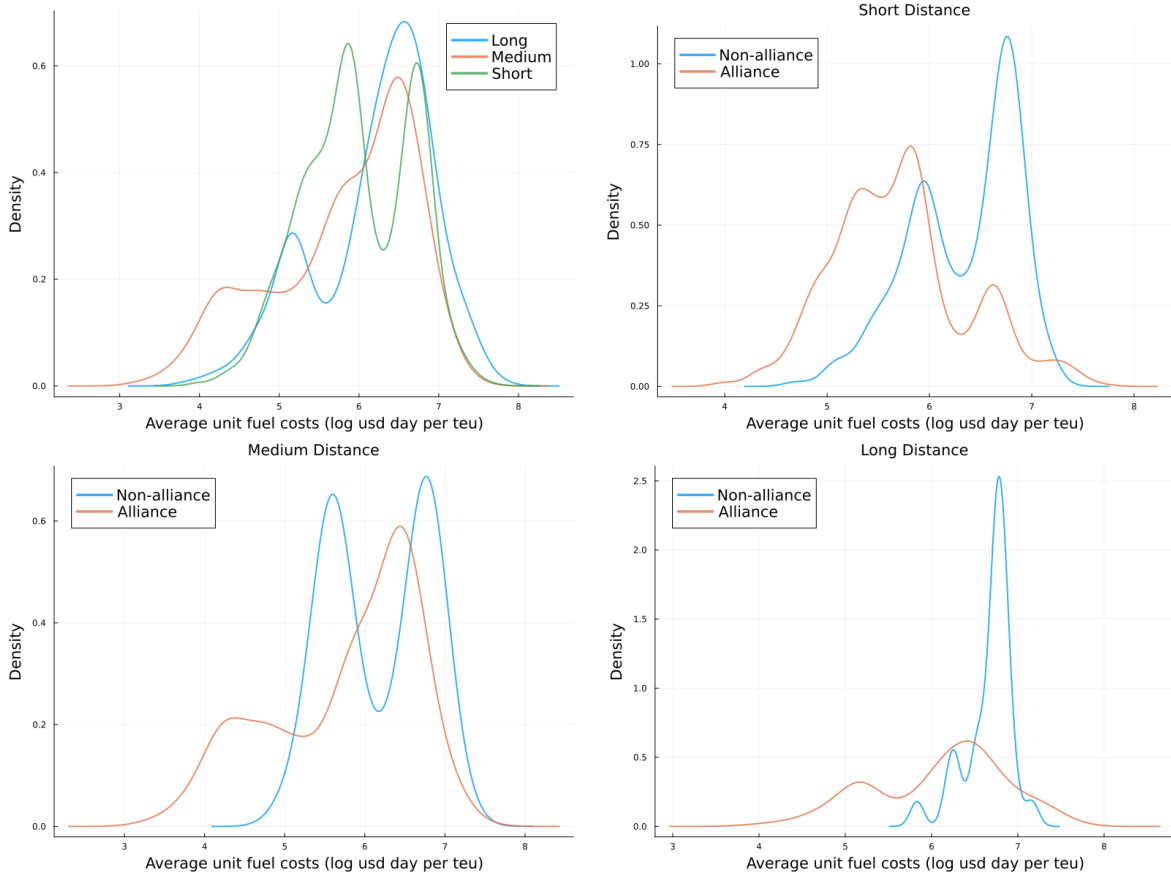 Long
Medium
Short
Density
0.6
0.4
0.2
0.0
3 4 5 6 7 8
Average unit fuel costs (log usd day per teu)
Short Distance
Non-alliance
Alliance
Density
1.00
0.75
0.50
0.25
0.00
4 5 6 7 8
Average unit fuel costs (log usd day per teu)
Medium Distance
Non-alliance
Alliance
Density
0.6
0.4
0.2
0.0
3 4 5 6 7 8
Average unit fuel costs (log usd day per teu)
Long Distance
Non-alliance
Alliance
Density
2.5
2.0
1.5
1.0
0.5
0.0
3 4 5 6 7 8
Average unit fuel costs (log usd day per teu)